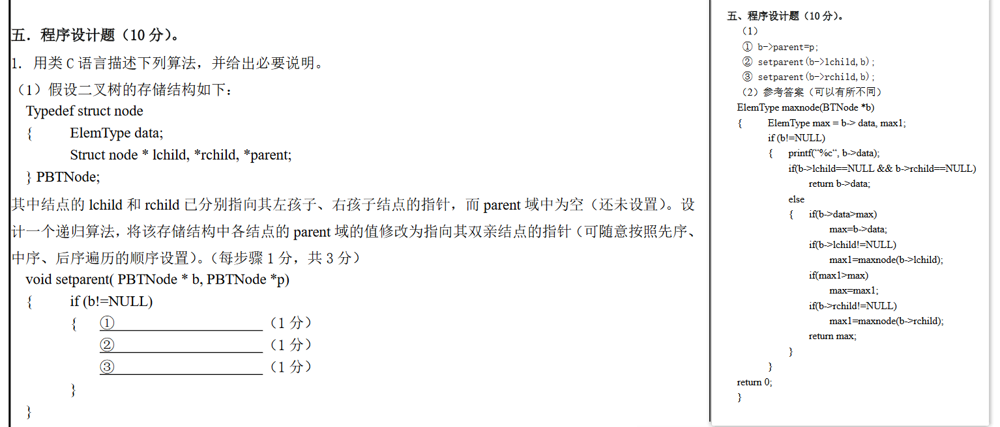 五．程序设计题（10 分）。
1. 用类 C 语言描述下列算法，并给出必要说明。
（1）假设二叉树的存储结构如下：
Typedef struct node
{ ElemType data;
Struct node * lchild, *rchild, *parent;
} PBTNode;
其中结点的 lchild 和 rchild 已分别指向其左孩子、右孩子结点的指针，而 parent 域中为空（还未设置）。设
计一个递归算法，将该存储结构中各结点的 parent 域的值修改为指向其双亲结点的指针（可随意按照先序、
中序、后序遍历的顺序设置）。（每步骤 1 分，共 3 分）
void setparent( PBTNode * b, PBTNode *p)
{ if (b!=NULL)
{ ①＿＿＿＿＿＿ （1 分）
②＿＿＿＿＿＿ （1 分）
③＿＿＿＿＿＿ （1 分）
}
}
五、程序设计题（10 分）。
（1）
① b->parent=p;
② setparent(b->lchild,b);
③ setparent(b->rchild,b);
（2）参考答案（可以有所不同）
ElemType maxnode(BTNode *b)
{ ElemType max = b-> data, max1;
if (b!=NULL)
{ printf(“%c“, b->data);
if(b->lchild==NULL && b->rchild==NULL)
return b->data;
else
{ if(b->data>max)
max=b->data;
if(b->lchild!=NULL)
max1=maxnode(b->lchild);
if(max1>max)
max=max1;
if(b->rchild!=NULL)
max1=maxnode(b->rchild);
return max;
}
}
return 0;
}